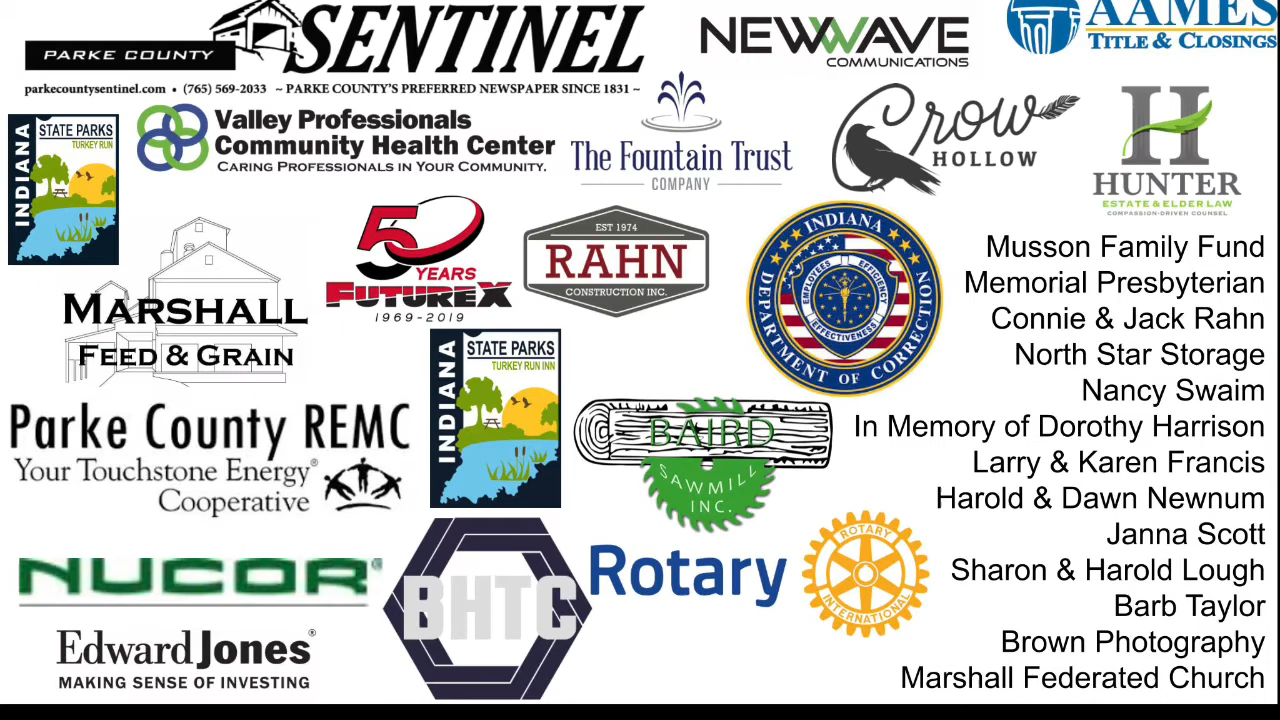 SENTINEL
PARKE COUNTY
parkecountysentinel.com • (765) 569-2033 ~ PARKE COUNTY'S PREFERRED NEWSPAPER SINCE 1831 ~
NEWWAVE
COMMUNICATIONS
AAMES
TITLE & CLOSINGS
INDIANA
STATE PARKS
TURKEY RUN
Valley Professionals
Community Health Center
CARING PROFESSIONALS IN YOUR COMMUNITY.
The Fountain Trust
COMPANY
Crow
HOLLOW
H
HUNTER
ESTATE & ELDER LAW
COMPASSION-DRIVEN COUNSEL
MARSHALL
FEED & GRAIN
50
YEARS
FUTUREX
1969-2019
EST 1974
RAHN
CONSTRUCTION INC.
INDIANA
DEPARTMENT OF CORRECTION
EMPLOYEES
EFFICIENCY
EFFECTIVENESS
Parke County REMC
Your Touchstone Energy®
Cooperative
INDIANA
STATE PARKS
TURKEY RUN INN
BAIRD
SAWMILL
INC.
NUCOR®
BHTC
Rotary
ROTARY
INTERNATIONAL
Edward Jones®
MAKING SENSE OF INVESTING
Musson Family Fund
Memorial Presbyterian
Connie & Jack Rahn
North Star Storage
Nancy Swaim
In Memory of Dorothy Harrison
Larry & Karen Francis
Harold & Dawn Newnum
Janna Scott
Sharon & Harold Lough
Barb Taylor
Brown Photography
Marshall Federated Church